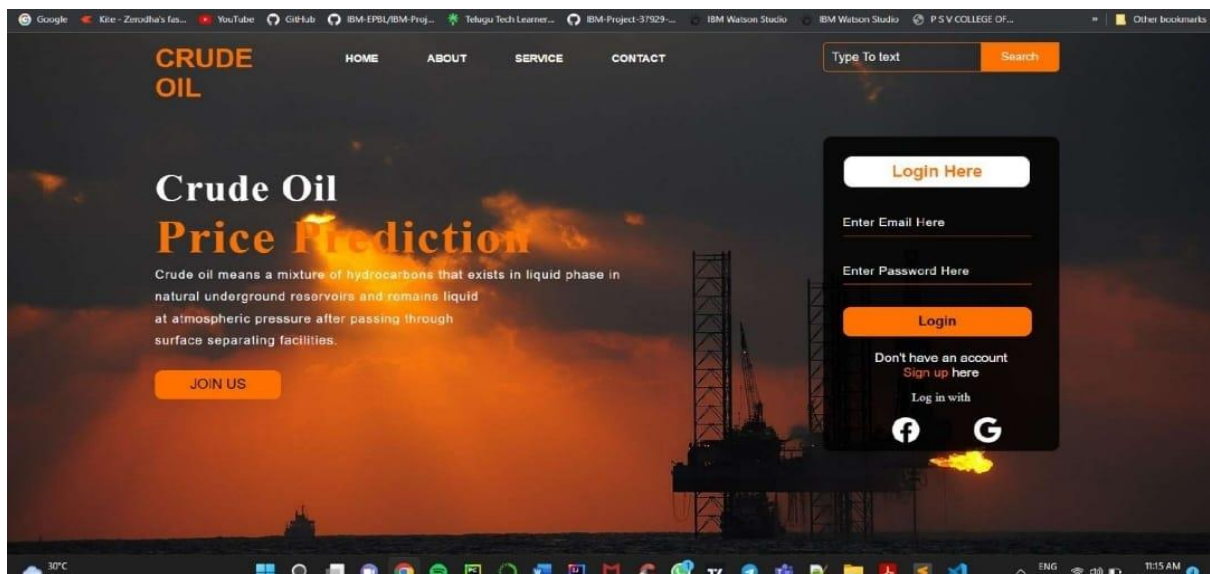 Google Kite - Zerodha's fas... YouTube GitHub IBM-EPBL/IBM-Proj... Telugu Tech Learner... IBM-Project-37929-... IBM Watson Studio IBM Watson Studio P S V COLLEGE OF... » Other bookmarks
CRUDE
OIL
HOME ABOUT SERVICE CONTACT
Type To text Search
Crude Oil
Price Prediction
Crude oil means a mixture of hydrocarbons that exists in liquid phase in
natural underground reservoirs and remains liquid
at atmospheric pressure after passing through
surface separating facilities.
JOIN US
Login Here
Enter Email Here
Enter Password Here
Login
Don't have an account
Sign up here
Log in with
30°C
ENG
11:15 AM